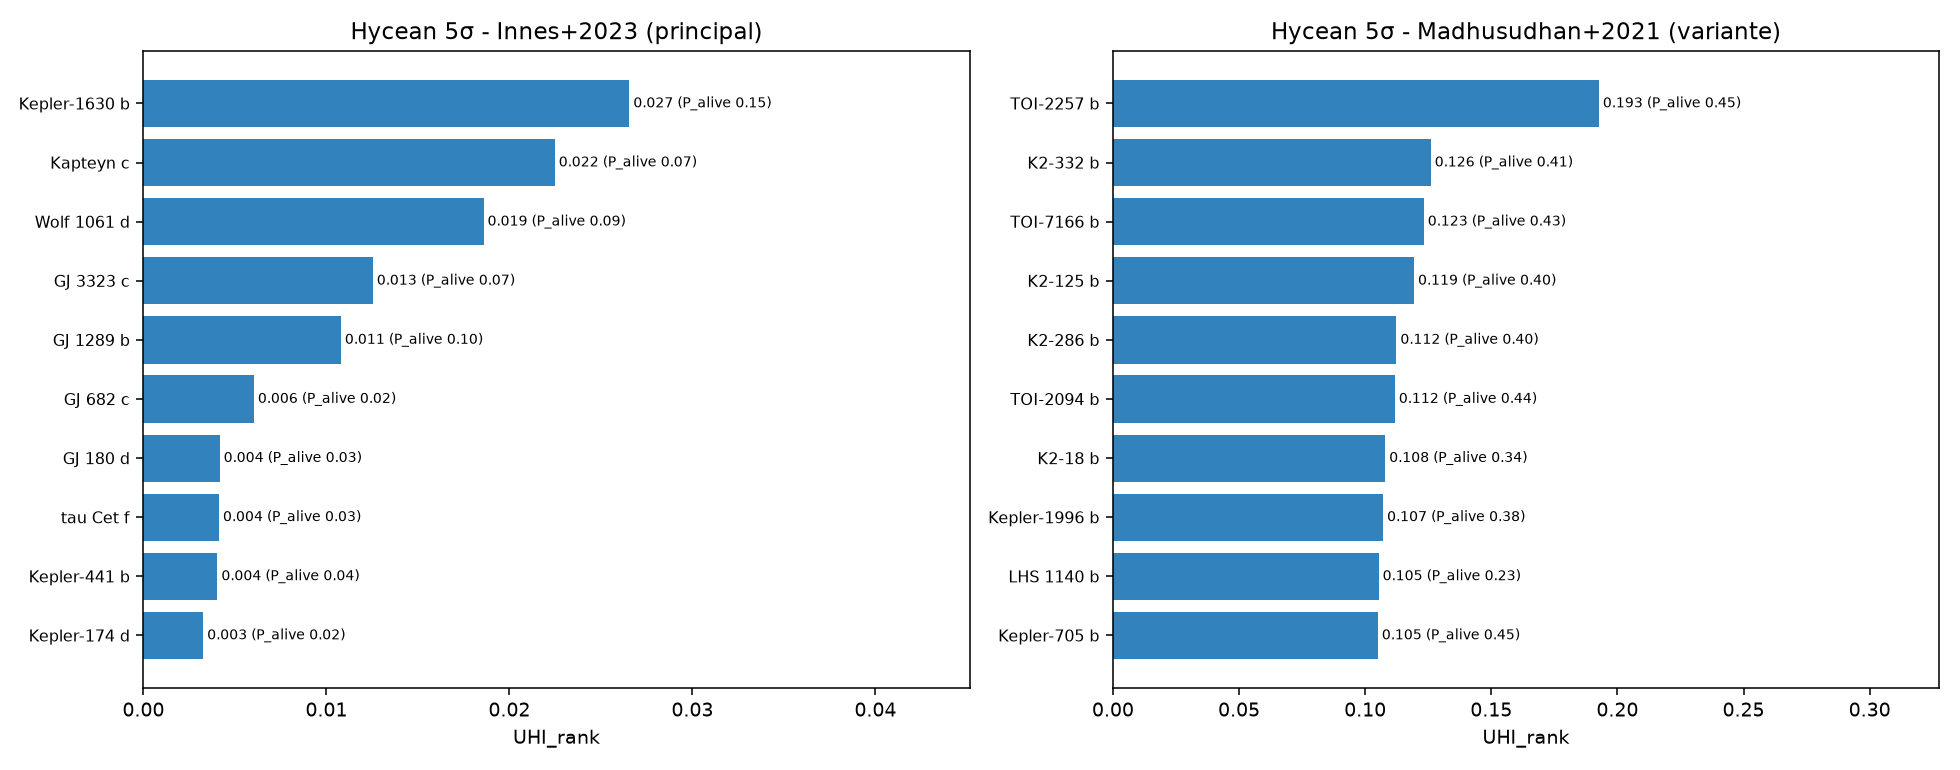 Hycean 5σ - Innes+2023 (principal)
Kepler-1630 b
0.027 (P_alive 0.15)
Kapteyn c
0.022 (P_alive 0.07)
Wolf 1061 d
0.019 (P_alive 0.09)
GJ 3323 c
0.013 (P_alive 0.07)
GJ 1289 b
0.011 (P_alive 0.10)
GJ 682 c
0.006 (P_alive 0.02)
GJ 180 d
0.004 (P_alive 0.03)
tau Cet f
0.004 (P_alive 0.03)
Kepler-441 b
0.004 (P_alive 0.04)
Kepler-174 d
0.003 (P_alive 0.02)
0.00 0.01 0.02 0.03 0.04
UHI_rank
Hycean 5σ - Madhusudhan+2021 (variante)
TOI-2257 b
0.193 (P_alive 0.45)
K2-332 b
0.126 (P_alive 0.41)
TOI-7166 b
0.123 (P_alive 0.43)
K2-125 b
0.119 (P_alive 0.40)
K2-286 b
0.112 (P_alive 0.40)
TOI-2094 b
0.112 (P_alive 0.44)
K2-18 b
0.108 (P_alive 0.34)
Kepler-1996 b
0.107 (P_alive 0.38)
LHS 1140 b
0.105 (P_alive 0.23)
Kepler-705 b
0.105 (P_alive 0.45)
0.00 0.05 0.10 0.15 0.20 0.25 0.30
UHI_rank